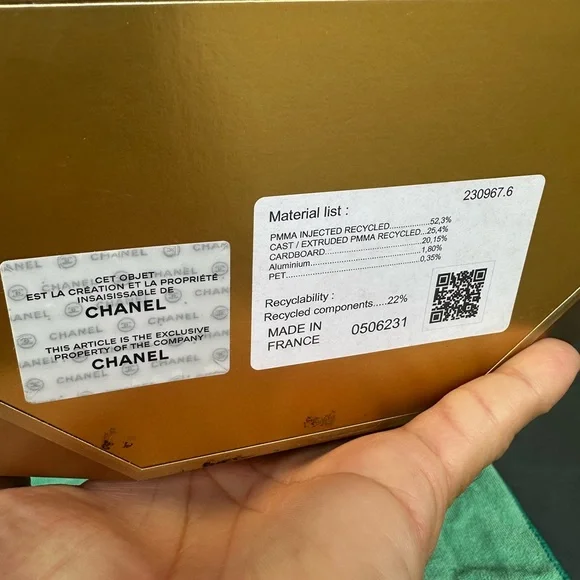 CET OBJET
EST LA CRÉATION ET LA PROPRIÉTÉ
INSAISISSABLE DE
CHANEL
THIS ARTICLE IS THE EXCLUSIVE
PROPERTY OF THE COMPANY
CHANEL
230967.6
Material list :
PMMA INJECTED RECYCLED..................52,3%
CAST / EXTRUDED PMMA RECYCLED...25,4%
CARDBOARD.........................................20,15%
Aluminium.............................................1,80%
PET........................................................0,35%
Recyclability :
Recycled components.....22%
MADE IN
FRANCE
0506231